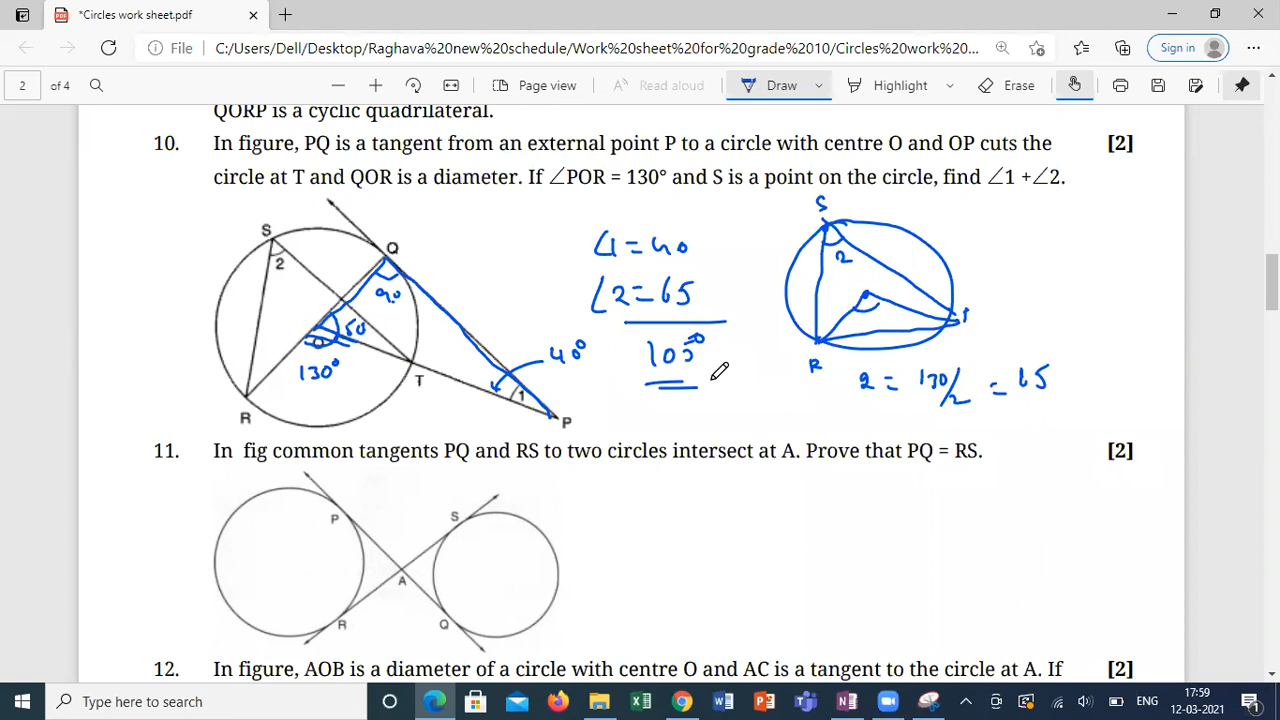 *Circles work sheet.pdf
File C:/Users/Dell/Desktop/Raghava%20new%20schedule/Work%20sheet%20for%20grade%2010/Circles%20work%20... Sign in
2 of 4 Page view Read aloud Draw Highlight Erase
QORP is a cyclic quadrilateral.
10. In figure, PQ is a tangent from an external point P to a circle with centre O and OP cuts the [2]
circle at T and QOR is a diameter. If ∠POR = 130° and S is a point on the circle, find ∠1 +∠2.
S Q 2 90 O 50 130° T R 1 P 40°
∠1 = 40
∠2 = 65
105°
S 2 R T
2 = 130/2 = 65
11. In fig common tangents PQ and RS to two circles intersect at A. Prove that PQ = RS. [2]
P S A R Q
12. In figure, AOB is a diameter of a circle with centre O and AC is a tangent to the circle at A. If [2]
Type here to search ENG 17:59 12-03-2021